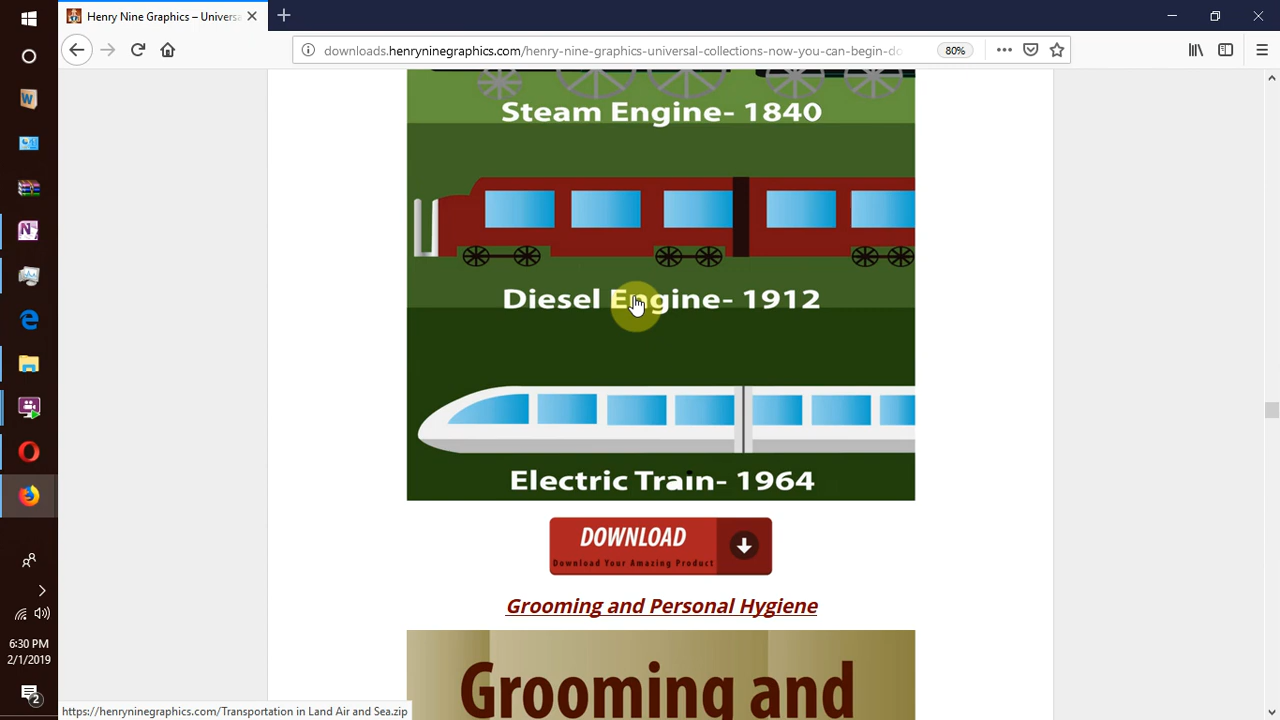 Henry Nine Graphics – Universa
downloads.henryninegraphics.com/henry-nine-graphics-universal-collections-now-you-can-begin-do
80%
Steam Engine- 1840
Diesel Engine- 1912
Electric Train- 1964
DOWNLOAD
Download Your Amazing Product
Grooming and Personal Hygiene
Grooming and
6:30 PM
2/1/2019
2
https://henryninegraphics.com/Transportation in Land Air and Sea.zip